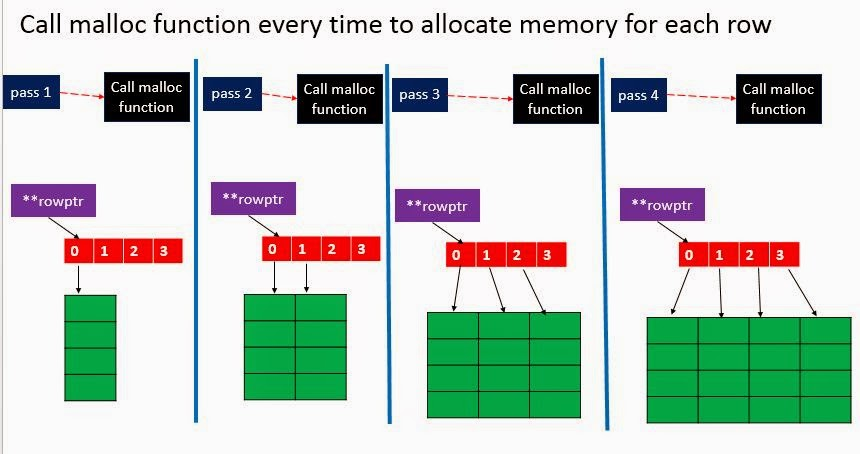 Call malloc function every time to allocate memory for each row
pass 1
Call malloc
function
pass 2
Call malloc
function
pass 3
Call malloc
function
pass 4
Call malloc
function
**rowptr
0 1 2 3
**rowptr
0 1 2 3
**rowptr
0 1 2 3
**rowptr
0 1 2 3